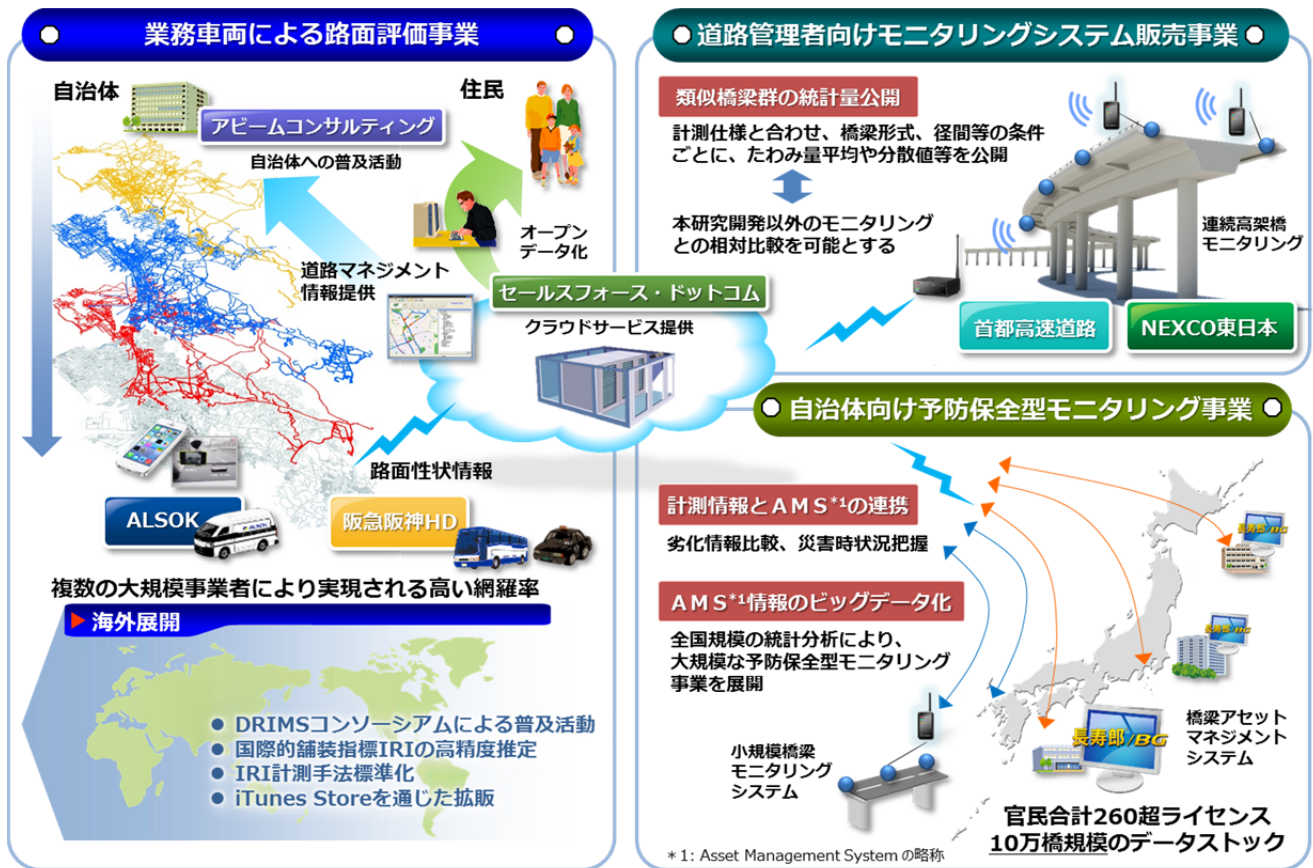 業務車両による路面評価事業
自治体
住民
アビームコンサルティング
自治体への普及活動
オープン
データ化
道路マネジメント
情報提供
セールスフォース・ドットコム
クラウドサービス提供
路面性状情報
ALSOK
阪急阪神HD
複数の大規模事業者により実現される高い網羅率
海外展開
● DRIMSコンソーシアムによる普及活動
● 国際的舗装指標IRIの高精度推定
● IRI計測手法標準化
● iTunes Storeを通じた拡販
道路管理者向けモニタリングシステム販売事業
類似橋梁群の統計量公開
計測仕様と合わせ、橋梁形式、径間等の条件
ごとに、たわみ量平均や分散値等を公開
本研究開発以外のモニタリング
との相対比較を可能とする
連続高架橋
モニタリング
首都高速道路
NEXCO東日本
自治体向け予防保全型モニタリング事業
計測情報とAMS*1の連携
劣化情報比較、災害時状況把握
AMS*1情報のビッグデータ化
全国規模の統計分析により、
大規模な予防保全型モニタリング
事業を展開
小規模橋梁
モニタリング
システム
長寿郎/BG
長寿郎/BG
長寿郎/BG
橋梁アセット
マネジメント
システム
官民合計260超ライセンス
10万橋規模のデータストック
*1: Asset Management System の略称